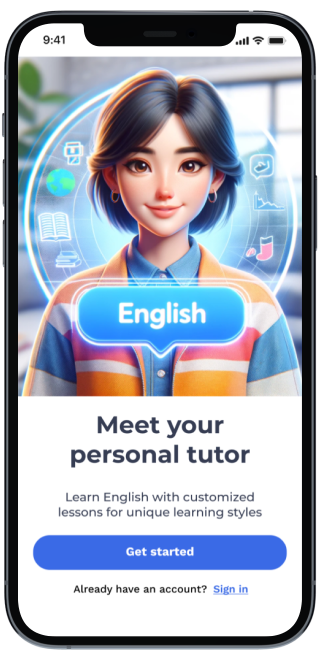 9:41
English
Meet your
personal tutor
Learn English with customized
lessons for unique learning styles
Get started
Already have an account? Sign in